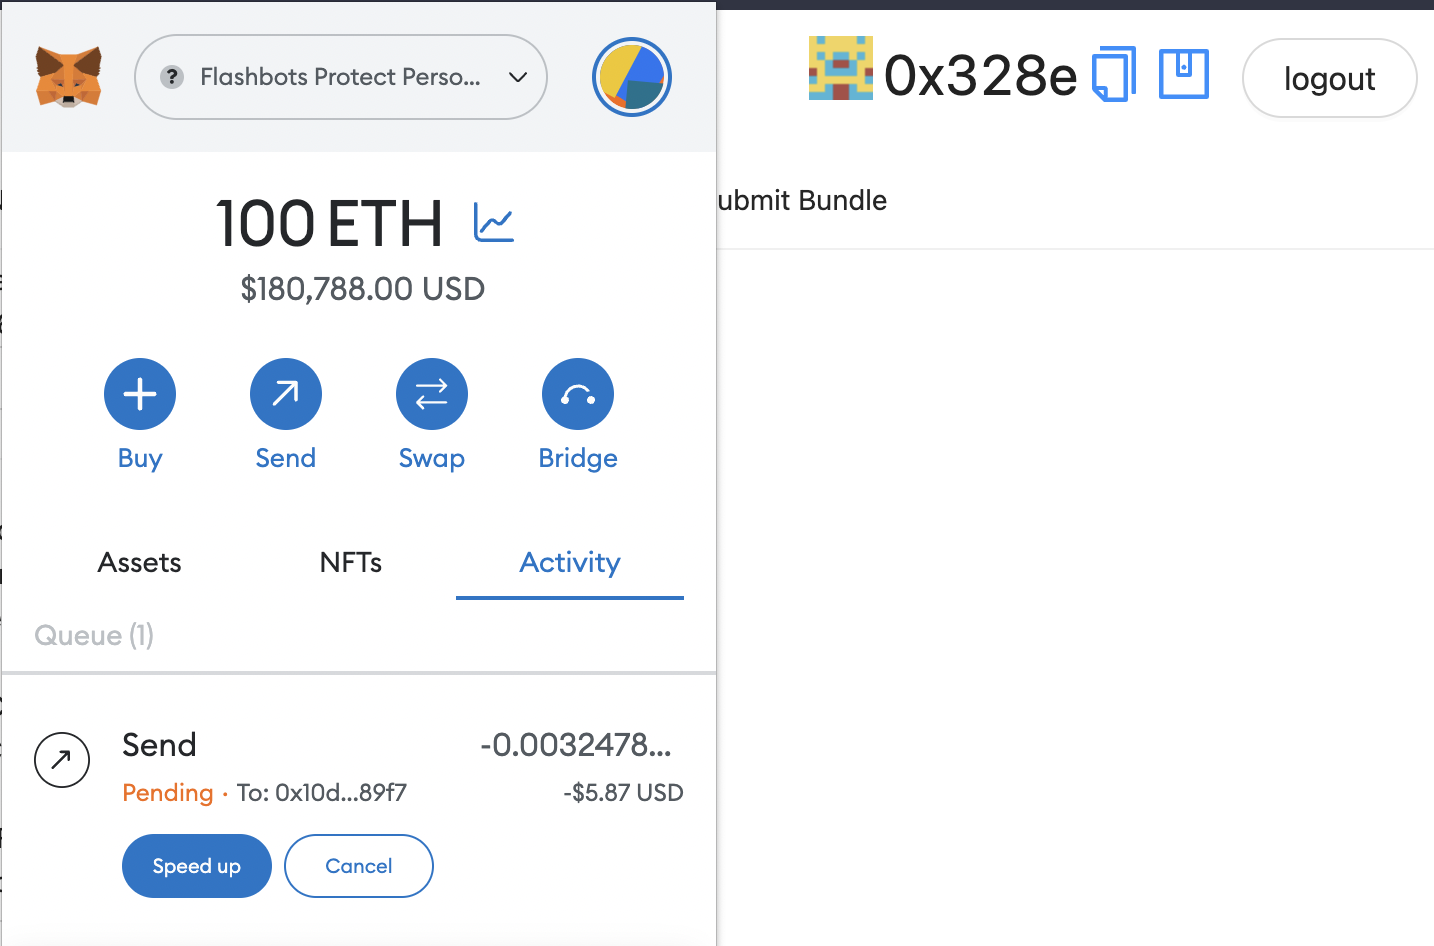 Flashbots Protect Perso...
0x328e
logout
100 ETH
$180,788.00 USD
ubmit Bundle
Buy
Send
Swap
Bridge
Assets
NFTs
Activity
Queue (1)
Send
-0.0032478...
Pending · To: 0x10d...89f7
-$5.87 USD
Speed up
Cancel